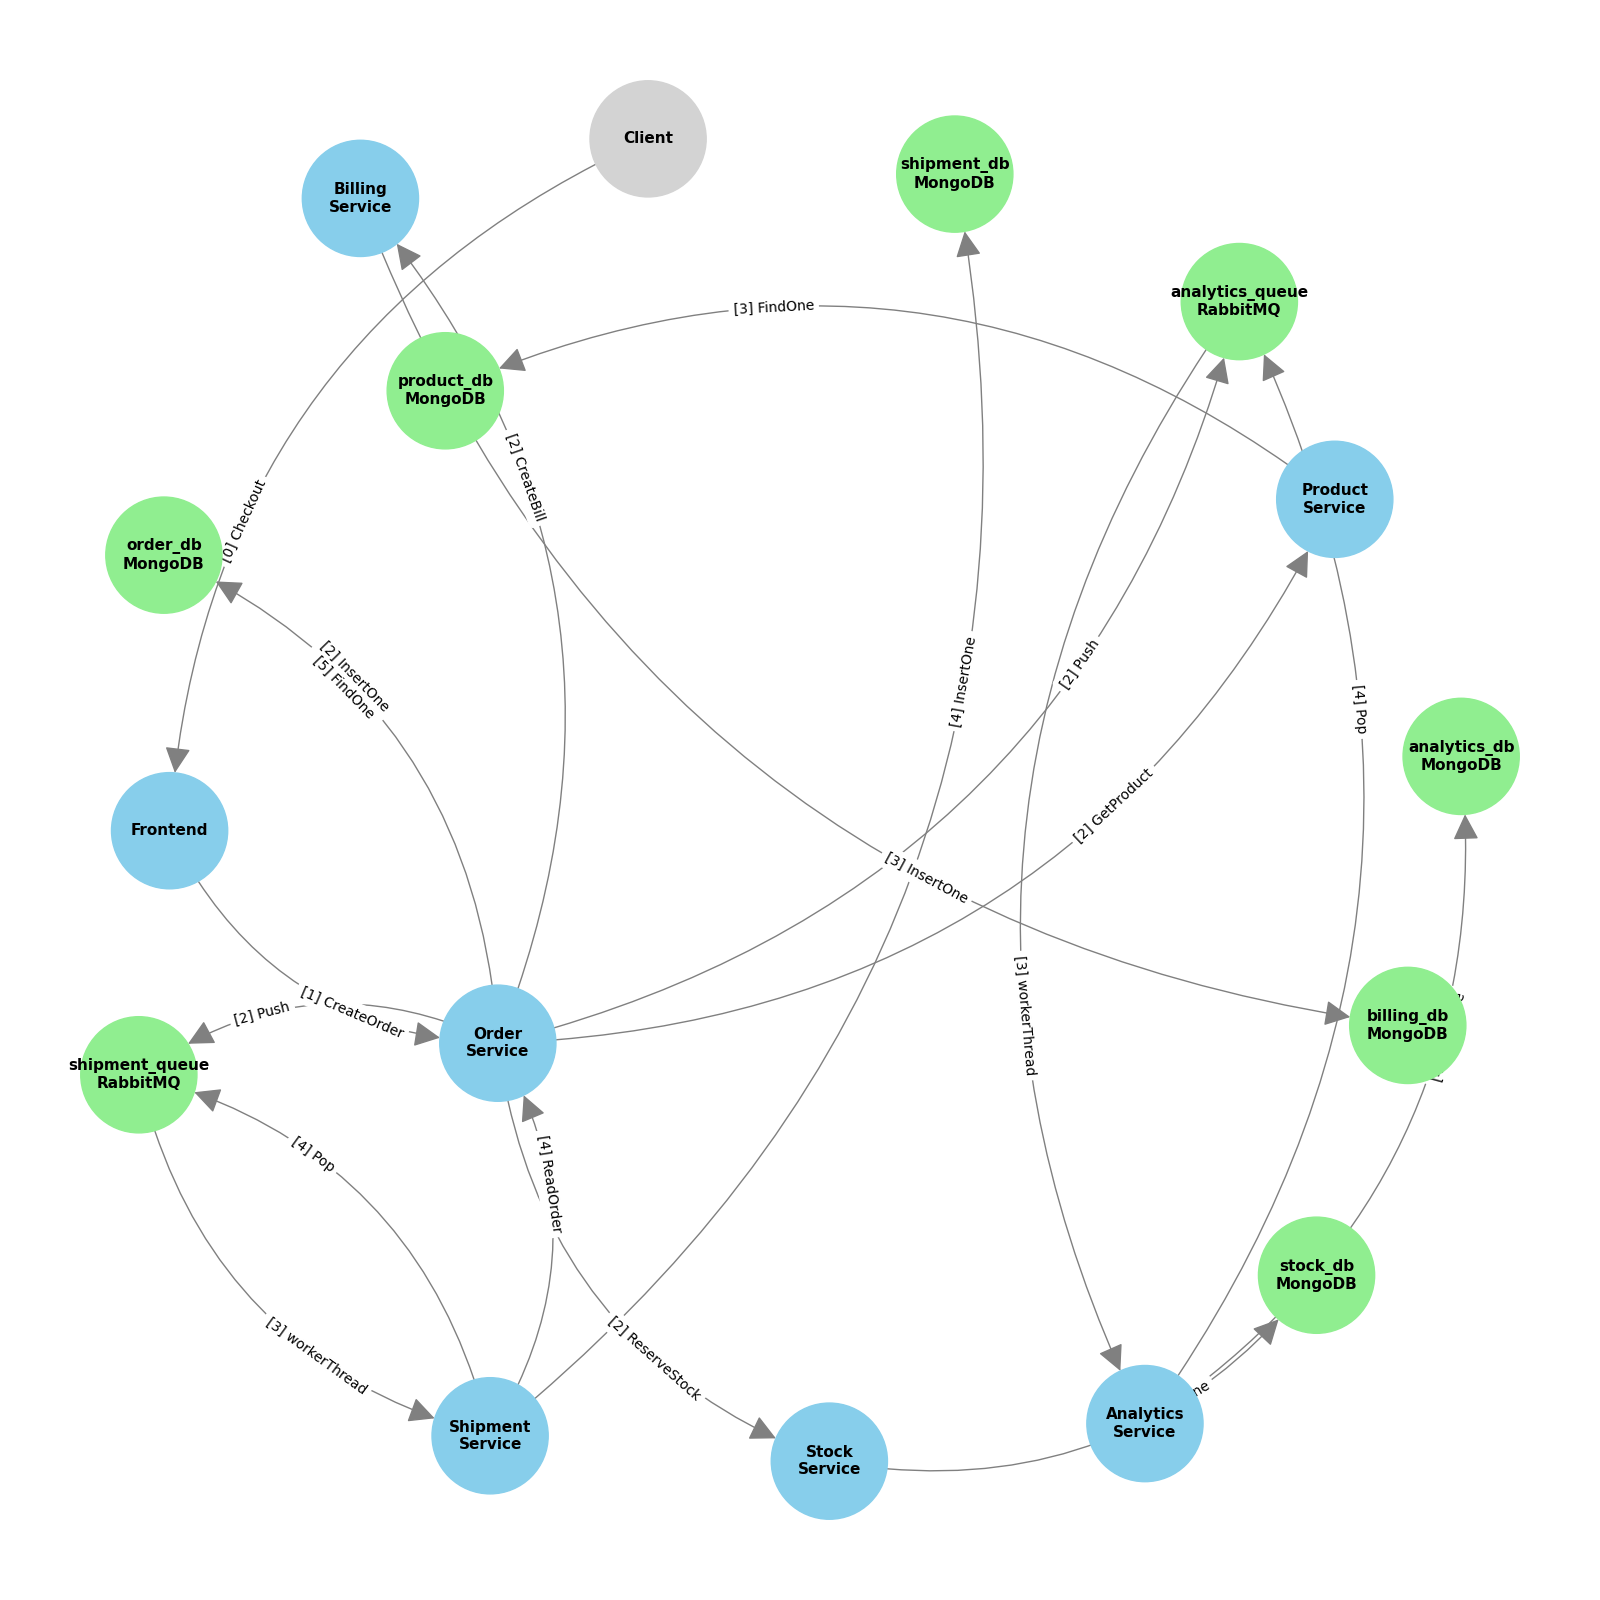 Client
shipment_db
MongoDB
Billing
Service
analytics_queue
RabbitMQ
[3] FindOne
product_db
MongoDB
[2] CreateBill
Product
Service
[0] Checkout
order_db
MongoDB
[2] InsertOne
[5] FindOne
[4] InsertOne
[2] Push
[4] Pop
analytics_db
MongoDB
[2] GetProduct
Frontend
[3] InsertOne
[1] CreateOrder
[2] Push
[3] workerThread
billing_db
MongoDB
Order
Service
shipment_queue
RabbitMQ
[4] Pop
[4] ReadOrder
stock_db
MongoDB
[3] workerThread
[2] ReserveStock
Shipment
Service
Analytics
Service
Stock
Service